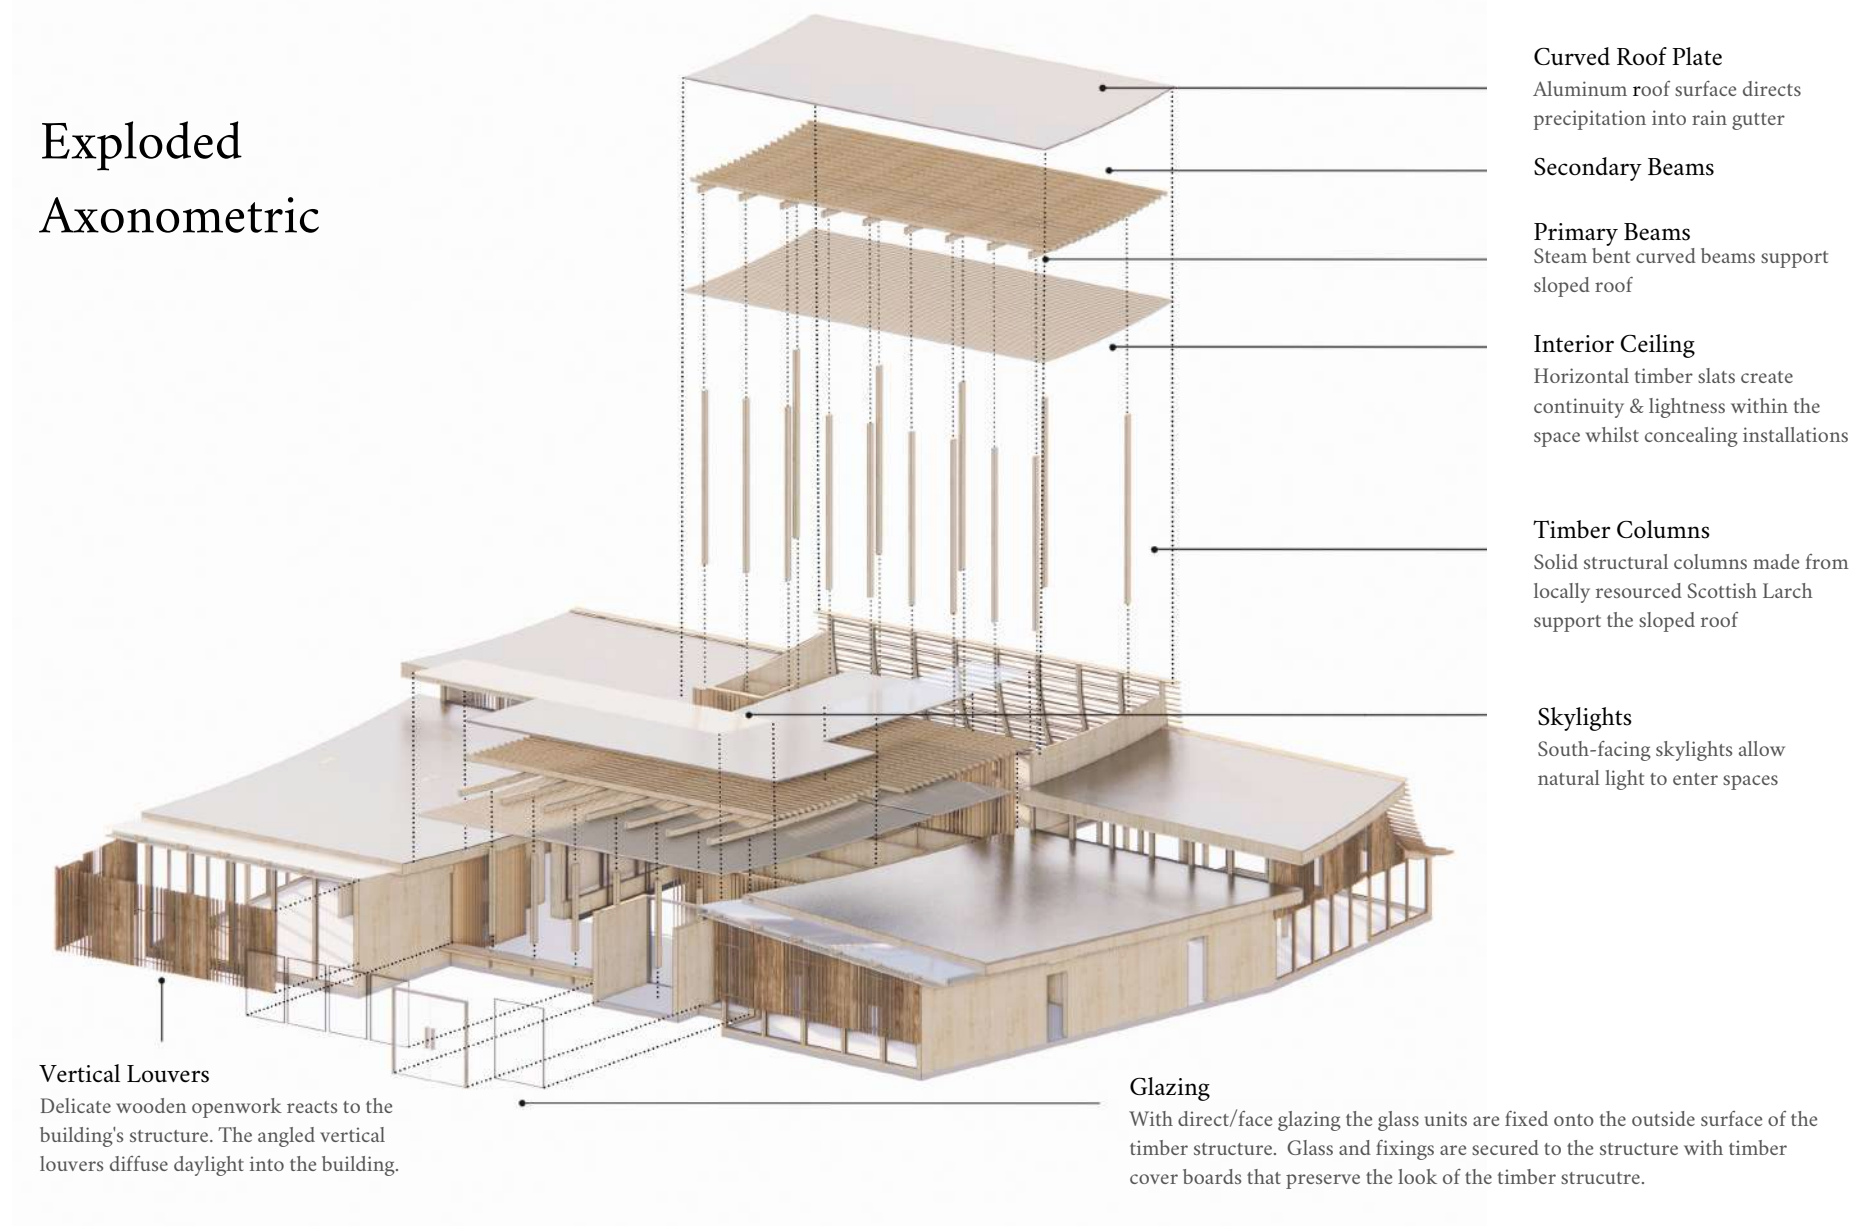 Exploded
Axonometric
Curved Roof Plate
Aluminum roof surface directs
precipitation into rain gutter
Secondary Beams
Primary Beams
Steam bent curved beams support
sloped roof
Interior Ceiling
Horizontal timber slats create
continuity & lightness within the
space whilst concealing installations
Timber Columns
Solid structural columns made from
locally resourced Scottish Larch
support the sloped roof
Skylights
South-facing skylights allow
natural light to enter spaces
Vertical Louvers
Delicate wooden openwork reacts to the
building's structure. The angled vertical
louvers diffuse daylight into the building.
Glazing
With direct/face glazing the glass units are fixed onto the outside surface of the
timber structure.  Glass and fixings are secured to the structure with timber
cover boards that preserve the look of the timber strucutre.